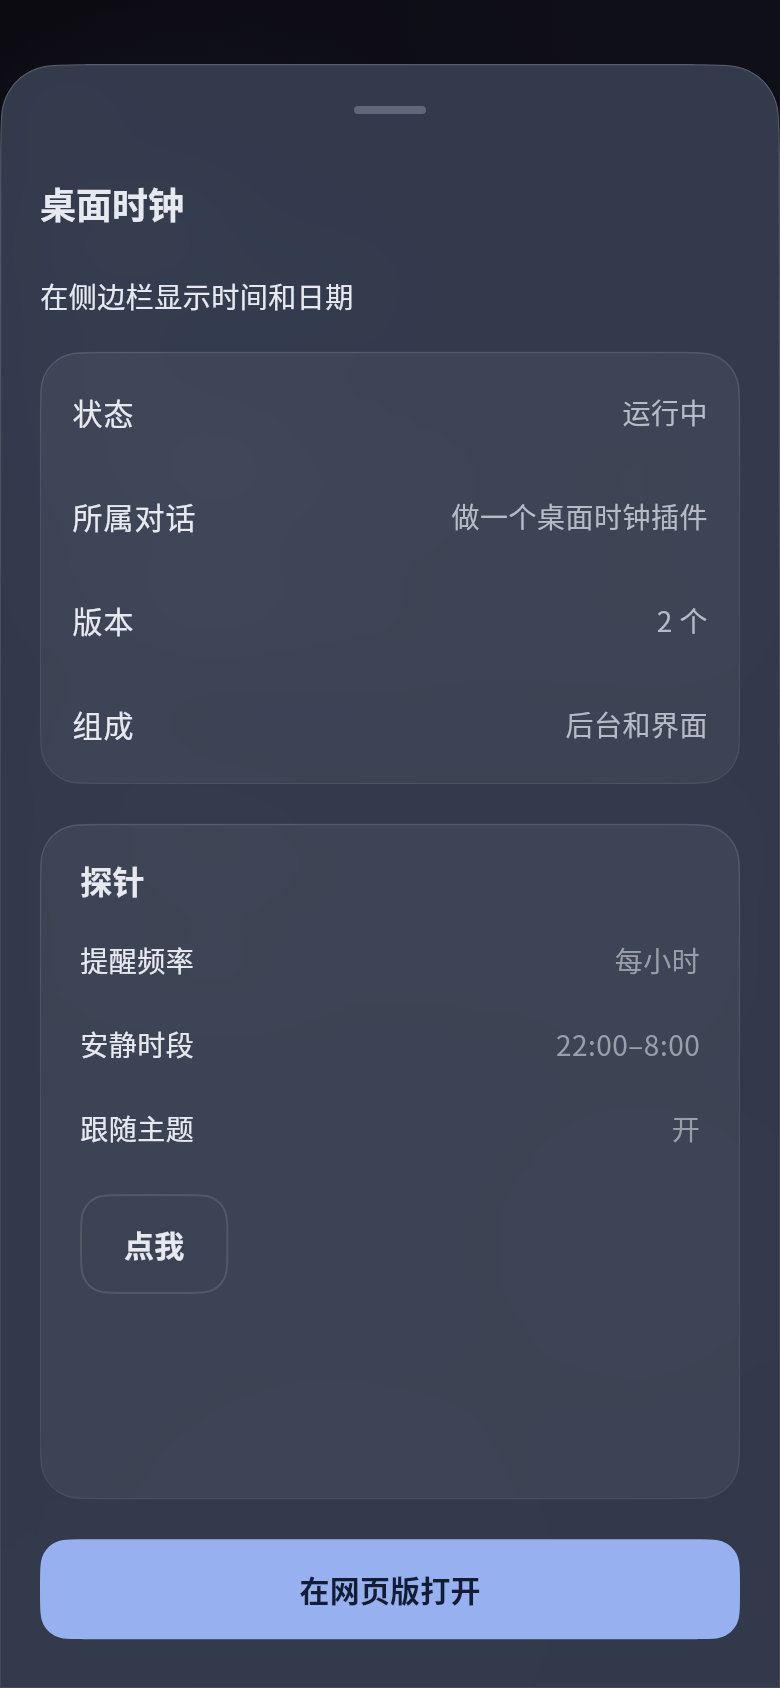 桌面时钟
在侧边栏显示时间和日期
状态 运行中
所属对话 做一个桌面时钟插件
版本 2 个
组成 后台和界面
探针
提醒频率 每小时
安静时段 22:00–8:00
跟随主题 开
点我
在网页版打开